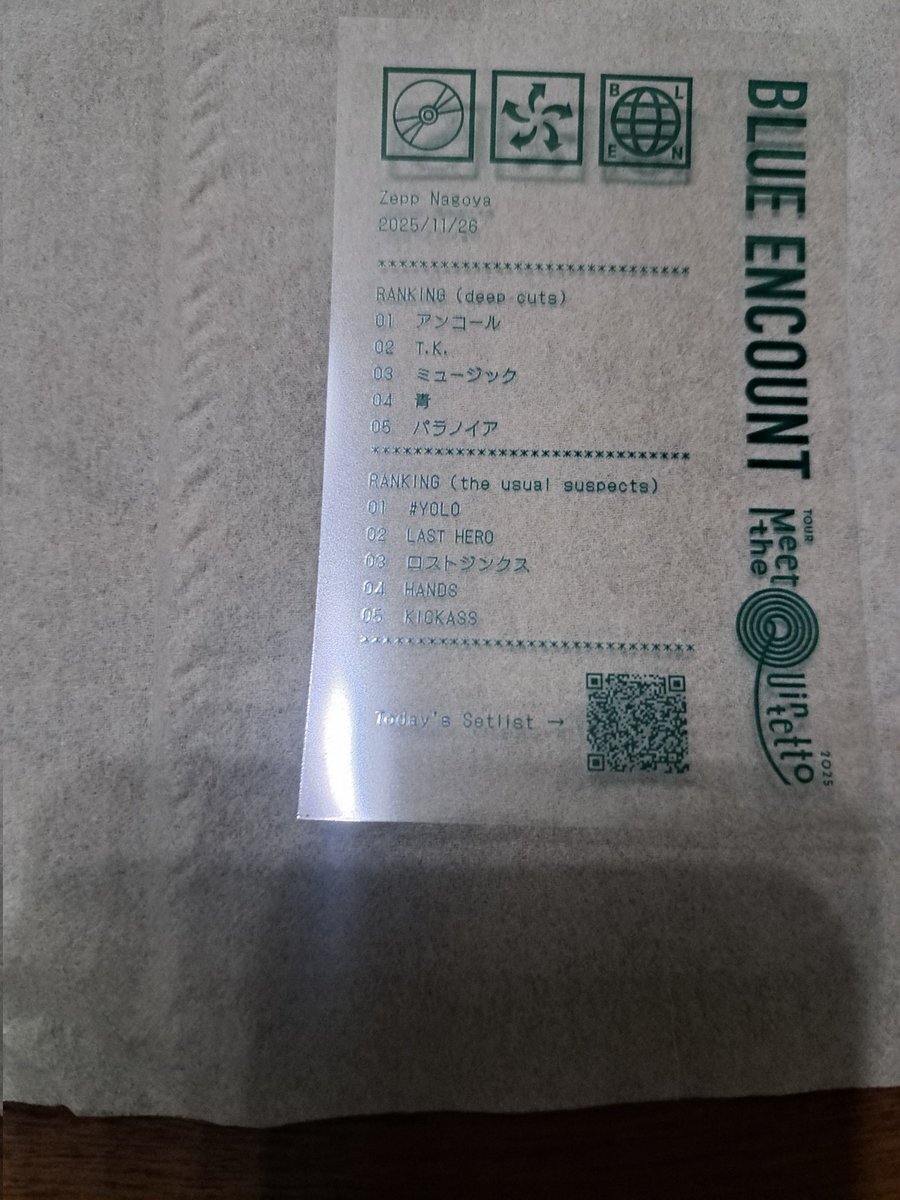 B L
E N
Zepp Nagoya
2025/11/26
******************************
RANKING (deep cuts)
01 アンコール
02 T.K.
03 ミュージック
04 青
05 パラノイア
******************************
RANKING (the usual suspects)
01 #YOLO
02 LAST HERO
03 ロストジンクス
04 HANDS
05 KICKASS
******************************
Today's Setlist →
BLUE ENCOUNT
TOUR
Meet
the
Quin
tetto
2025